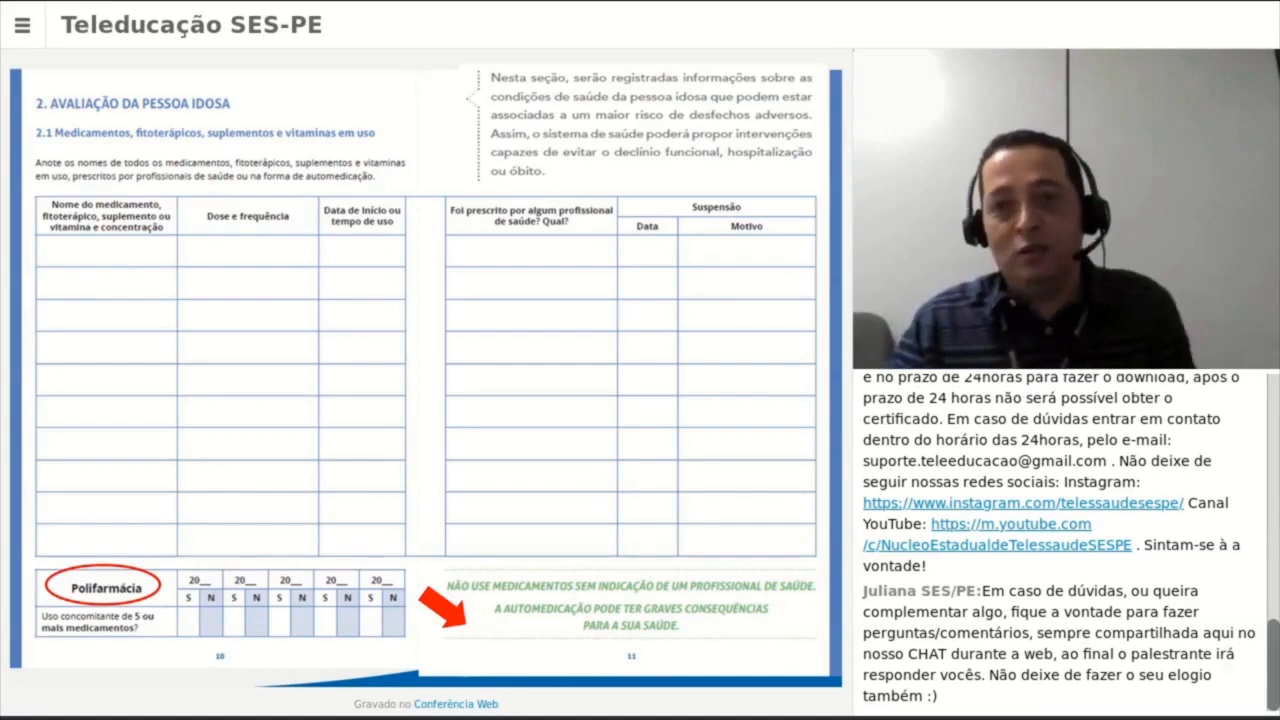 Teleducação SES-PE
2. AVALIAÇÃO DA PESSOA IDOSA
2.1 Medicamentos, fitoterápicos, suplementos e vitaminas em uso
Anote os nomes de todos os medicamentos, fitoterápicos, suplementos e vitaminas
em uso, prescritos por profissionais de saúde ou na forma de automedicação.
Nesta seção, serão registradas informações sobre as
condições de saúde da pessoa idosa que podem estar
associadas a um maior risco de desfechos adversos.
Assim, o sistema de saúde poderá propor intervenções
capazes de evitar o declínio funcional, hospitalização
ou óbito.
Nome do medicamento,
fitoterápico, suplemento ou
vitamina e concentração
Dose e frequência
Data de Início ou
tempo de uso
Foi prescrito por algum profissional
de saúde? Qual?
Suspensão
Data
Motivo
Polifarmácia
20__ 20__ 20__ 20__ 20__
S N S N S N S N S N
Uso concomitante de 5 ou
mais medicamentos?
NÃO USE MEDICAMENTOS SEM INDICAÇÃO DE UM PROFISSIONAL DE SAÚDE.
A AUTOMEDICAÇÃO PODE TER GRAVES CONSEQUÊNCIAS
PARA A SUA SAÚDE.
10
11
Gravado no Conferência Web
e no prazo de 24horas para fazer o download, após o
prazo de 24 horas não será possível obter o
certificado. Em caso de dúvidas entrar em contato
dentro do horário das 24horas, pelo e-mail:
suporte.teleeducacao@gmail.com . Não deixe de
seguir nossas redes sociais: Instagram:
https://www.instagram.com/telessaudesespe/ Canal
YouTube: https://m.youtube.com
/c/NucleoEstadualdeTelessaudeSESPE . Sintam-se à a
vontade!
Juliana SES/PE:Em caso de dúvidas, ou queira
complementar algo, fique a vontade para fazer
perguntas/comentários, sempre compartilhada aqui no
nosso CHAT durante a web, ao final o palestrante irá
responder vocês. Não deixe de fazer o seu elogio
também :)